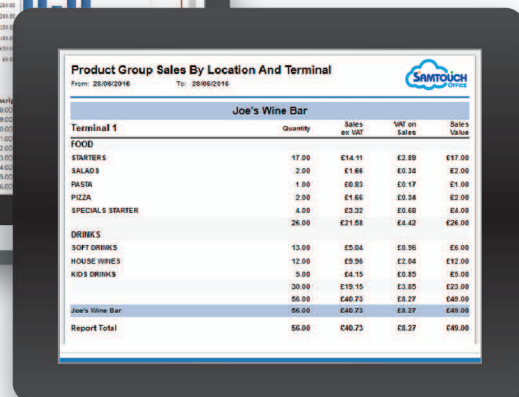 Product Group Sales By Location And Terminal
From: 28/06/2016 To: 28/06/2016
SAMTOUCH
OFFICE
Joe's Wine Bar
Terminal 1 Quantity Sales ex VAT VAT on Sales Sales Value
FOOD
STARTERS 17.00 £14.11 £2.89 £17.00
SALADS 2.00 £1.66 £0.34 £2.00
PASTA 1.00 £0.83 £0.17 £1.00
PIZZA 2.00 £1.66 £0.34 £2.00
SPECIALS STARTER 4.00 £3.32 £0.68 £4.00
26.00 £21.58 £4.42 £26.00
DRINKS
SOFT DRINKS 13.00 £5.04 £0.96 £6.00
HOUSE WINES 12.00 £9.96 £2.04 £12.00
KIDS DRINKS 5.00 £4.15 £0.85 £5.00
30.00 £19.15 £3.85 £23.00
56.00 £40.73 £8.27 £49.00
Joe's Wine Bar 56.00 £40.73 £8.27 £49.00
Report Total 56.00 £40.73 £8.27 £49.00